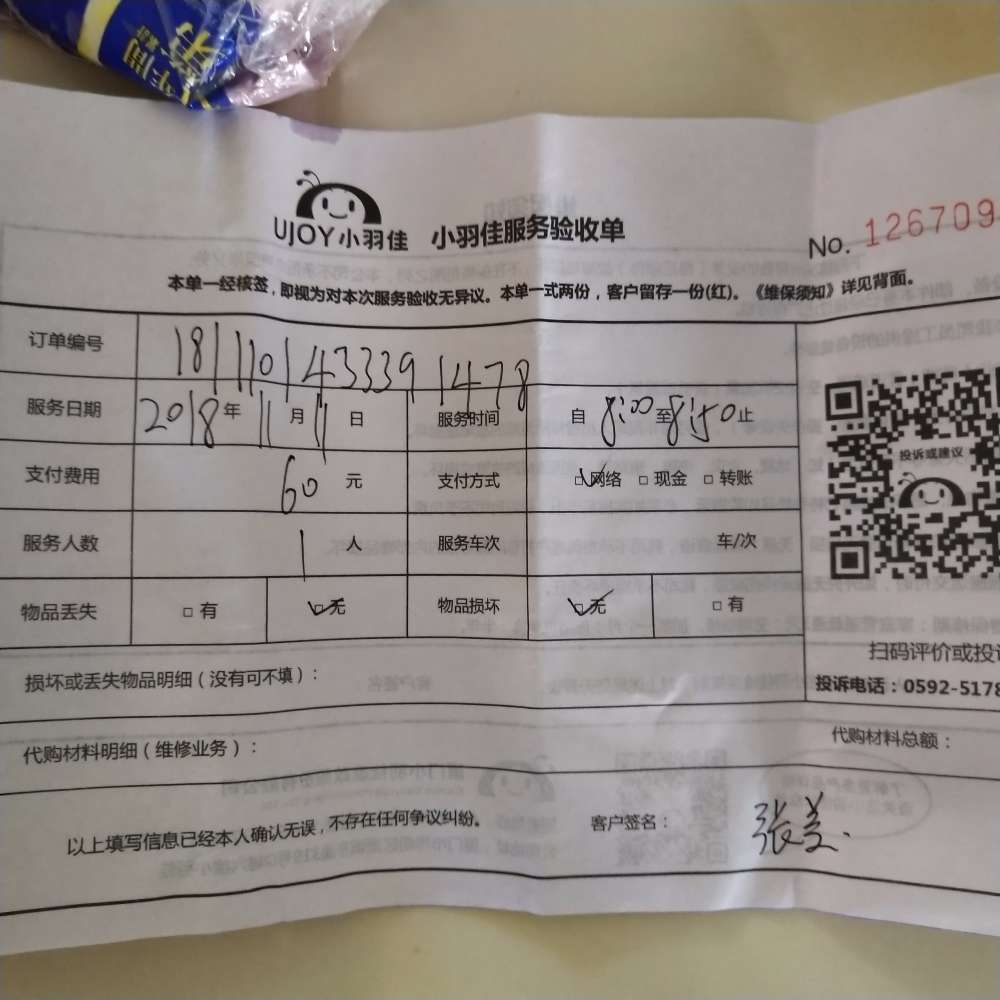 UJOY小羽佳 小羽佳服务验收单
No. 126709
本单一经核签，即视为对本次服务验收无异议。本单一式两份，客户留存一份(红)。《维保须知》详见背面。
订单编号 181110143339 1478
服务日期 2018年 11月 11日 服务时间 自 8:00 至 8:50 止
支付费用 60 元 支付方式 □网络 □现金 □转账
服务人数 1 人 服务车次 车/次
物品丢失 □有 □无 物品损坏 □无 □有
投诉或建议
扫码评价或投
投诉电话：0592-5178
损坏或丢失物品明细（没有可不填）：
代购材料明细（维修业务）： 代购材料总额：
以上填写信息已经本人确认无误，不存在任何争议纠纷。 客户签名： 张